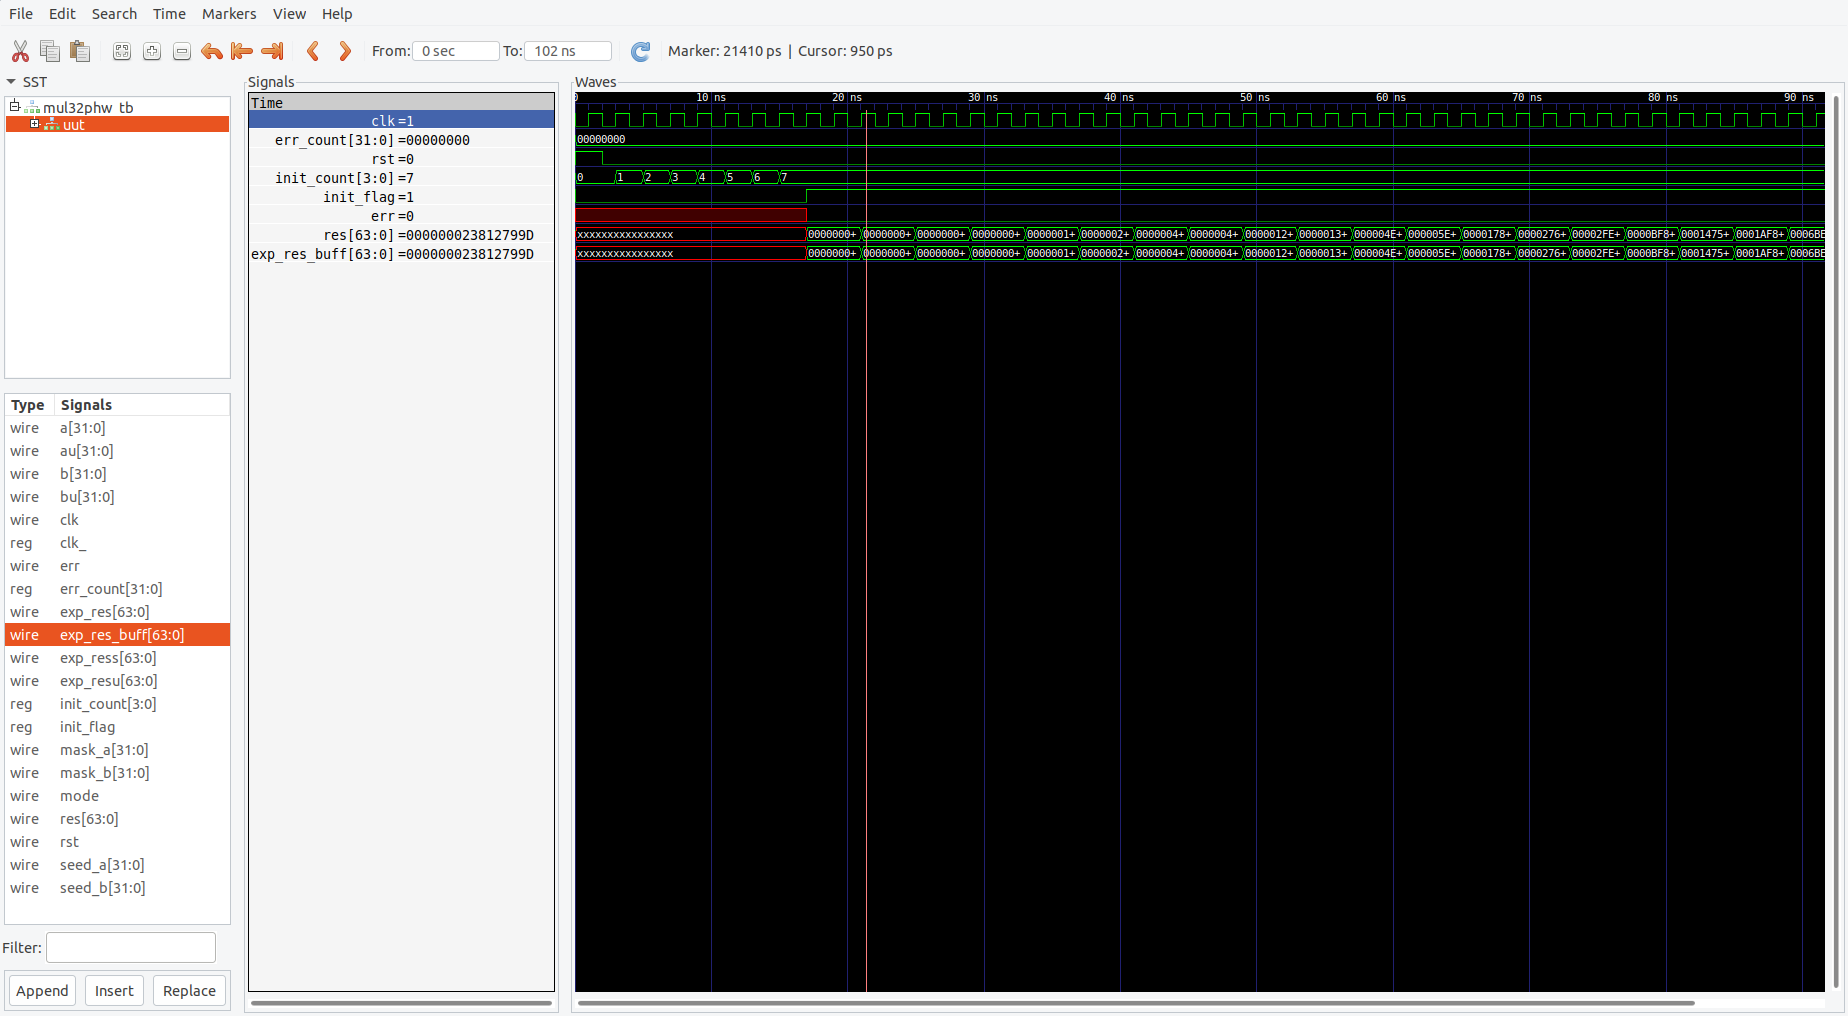 File Edit Search Time Markers View Help
From: 0 sec To: 102 ns Marker: 21410 ps | Cursor: 950 ps
SST
mul32phw_tb
uut
Type Signals
wire a[31:0]
wire au[31:0]
wire b[31:0]
wire bu[31:0]
wire clk
reg clk_
wire err
reg err_count[31:0]
wire exp_res[63:0]
wire exp_res_buff[63:0]
wire exp_ress[63:0]
wire exp_resu[63:0]
reg init_count[3:0]
reg init_flag
wire mask_a[31:0]
wire mask_b[31:0]
wire mode
wire res[63:0]
wire rst
wire seed_a[31:0]
wire seed_b[31:0]
Filter:
Append Insert Replace
Signals
Time
clk=1
err_count[31:0]=00000000
rst=0
init_count[3:0]=7
init_flag=1
err=0
res[63:0]=000000023812799D
exp_res_buff[63:0]=000000023812799D
Waves
0 10 ns 20 ns 30 ns 40 ns 50 ns 60 ns 70 ns 80 ns 90 ns
00000000
0 1 2 3 4 5 6 7
xxxxxxxxxxxxxxxx 0000000+ 0000000+ 0000000+ 0000000+ 0000001+ 0000002+ 0000004+ 0000004+ 0000012+ 0000013+ 000004E+ 000005E+ 0000178+ 0000276+ 00002FE+ 0000BF8+ 0001475+ 0001AF8+ 0006BE
xxxxxxxxxxxxxxxx 0000000+ 0000000+ 0000000+ 0000000+ 0000001+ 0000002+ 0000004+ 0000004+ 0000012+ 0000013+ 000004E+ 000005E+ 0000178+ 0000276+ 00002FE+ 0000BF8+ 0001475+ 0001AF8+ 0006BE